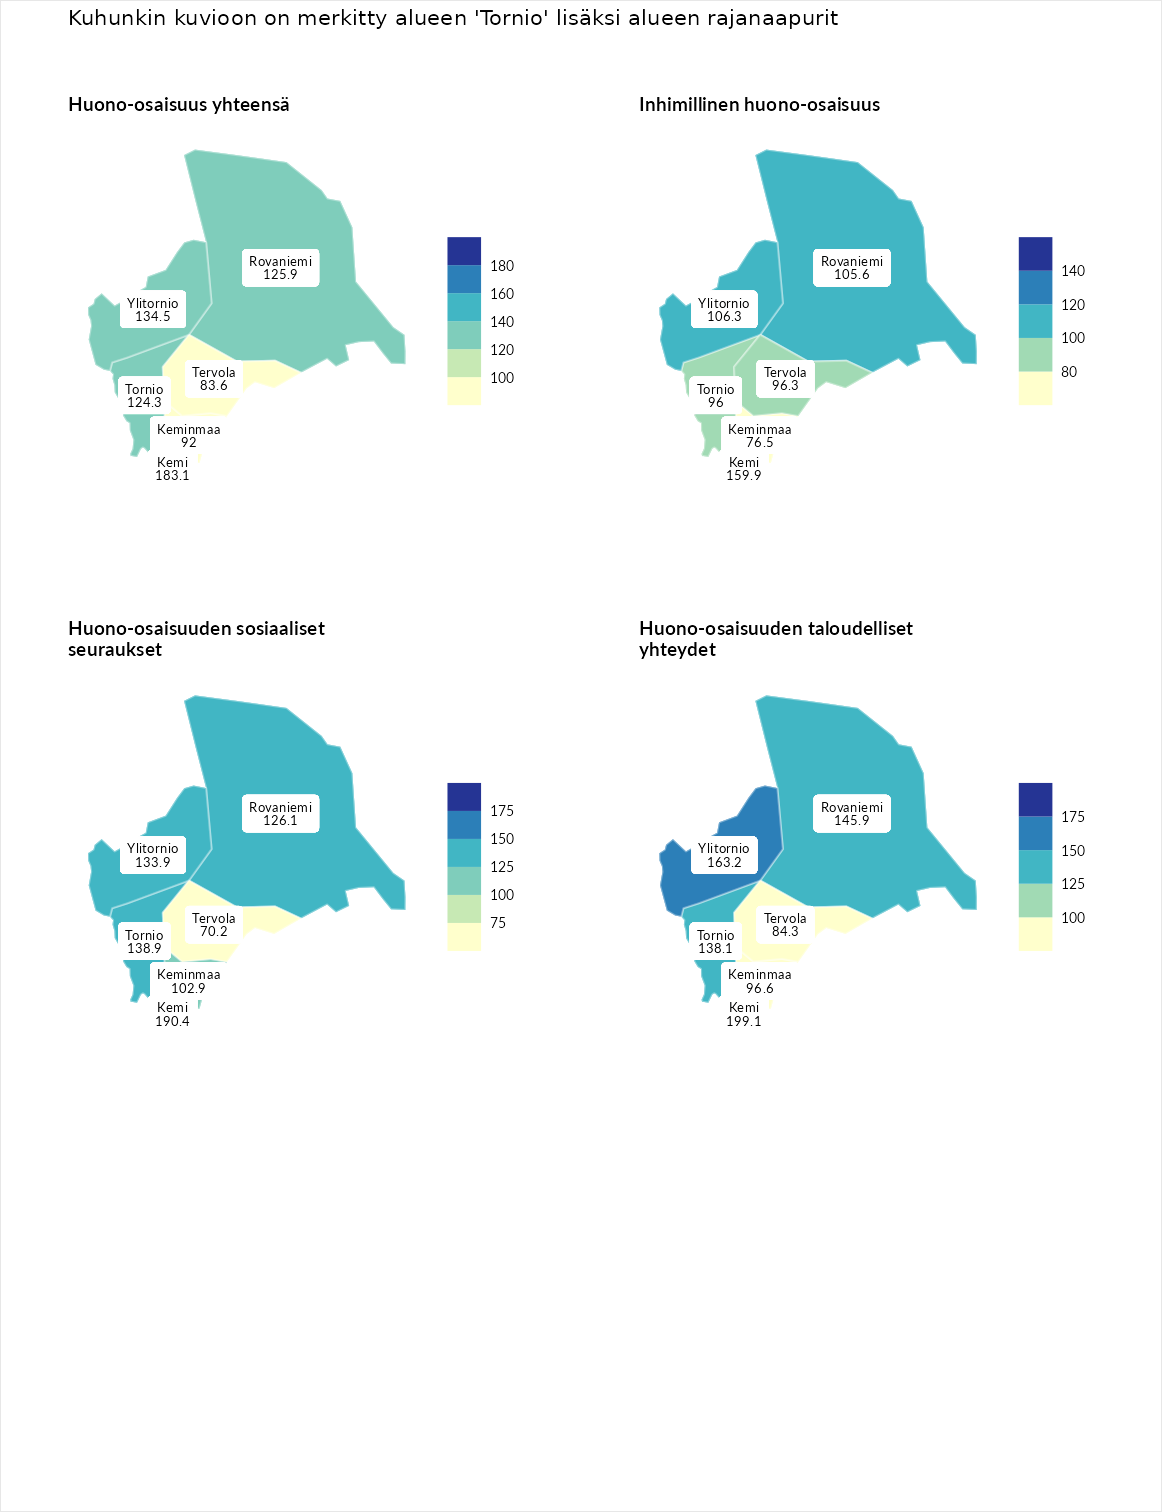 Kuhunkin kuvioon on merkitty alueen 'Tornio' lisäksi alueen rajanaapurit
Huono-osaisuus yhteensä
Rovaniemi
125.9
Ylitornio
134.5
Tervola
83.6
Tornio
124.3
Keminmaa
92
Kemi
183.1
180
160
140
120
100
Inhimillinen huono-osaisuus
Rovaniemi
105.6
Ylitornio
106.3
Tervola
96.3
Tornio
96
Keminmaa
76.5
Kemi
159.9
140
120
100
80
Huono-osaisuuden sosiaaliset
seuraukset
Rovaniemi
126.1
Ylitornio
133.9
Tervola
70.2
Tornio
138.9
Keminmaa
102.9
Kemi
190.4
175
150
125
100
75
Huono-osaisuuden taloudelliset
yhteydet
Rovaniemi
145.9
Ylitornio
163.2
Tervola
84.3
Tornio
138.1
Keminmaa
96.6
Kemi
199.1
175
150
125
100